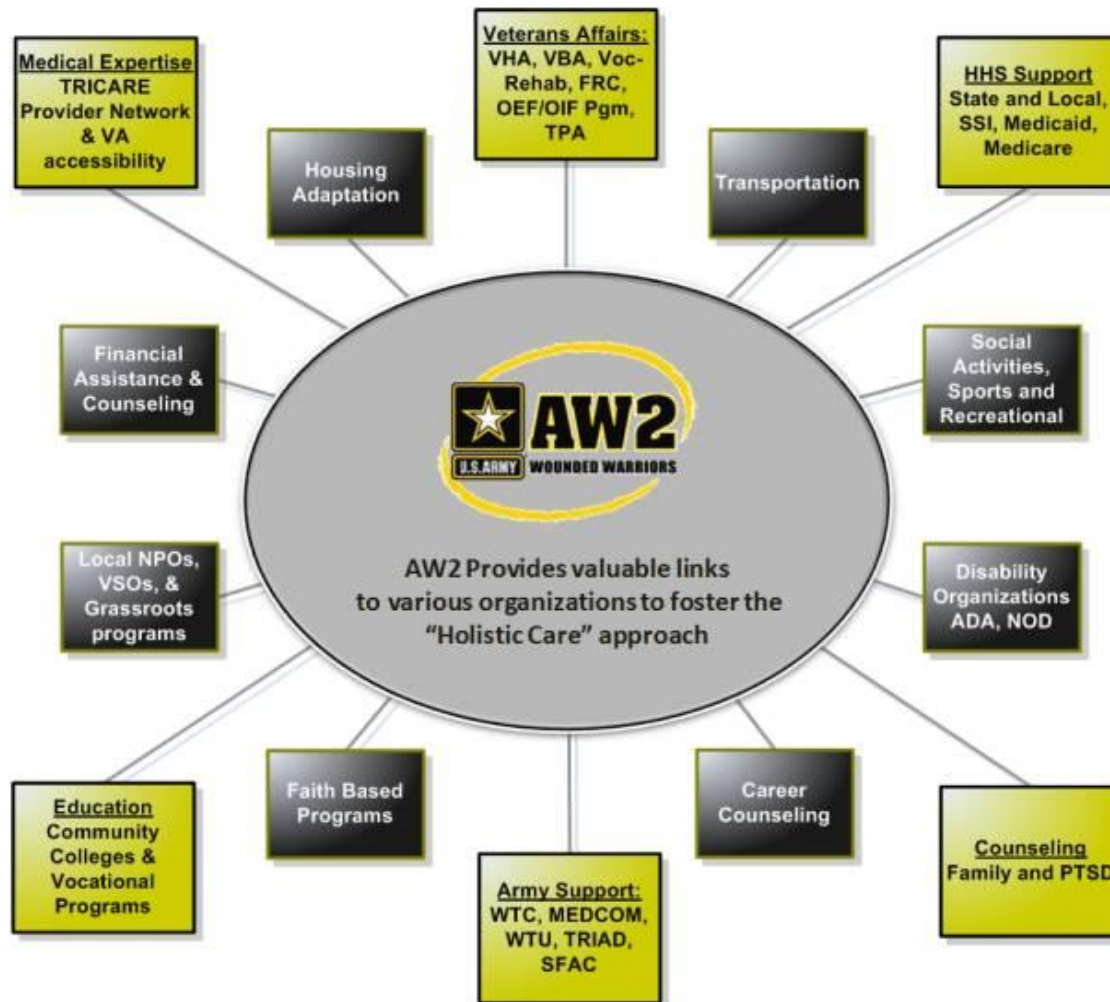 Medical Expertise
TRICARE
Provider Network
& VA
accessibility
Housing
Adaptation
Veterans Affairs:
VHA, VBA, Voc-
Rehab, FRC,
OEF/OIF Pgm,
TPA
Transportation
HHS Support
State and Local,
SSI, Medicaid,
Medicare
Financial
Assistance &
Counseling
Social
Activities,
Sports and
Recreational
AW2
U.S.ARMY
WOUNDED WARRIORS
AW2 Provides valuable links
to various organizations to foster the
“Holistic Care” approach
Local NPOs,
VSOs, &
Grassroots
programs
Disability
Organizations
ADA, NOD
Education
Community
Colleges &
Vocational
Programs
Faith Based
Programs
Army Support:
WTC, MEDCOM,
WTU, TRIAD,
SFAC
Career
Counseling
Counseling
Family and PTSD